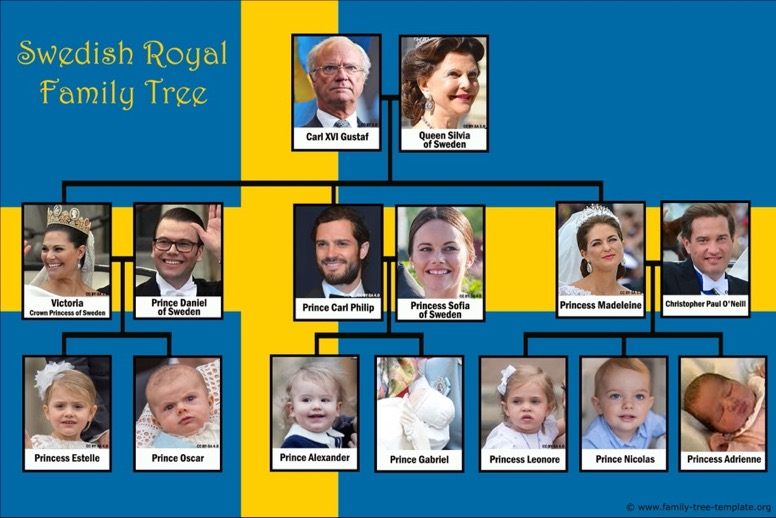 Swedish Royal
Family Tree
Carl XVI Gustaf
Queen Silvia
of Sweden
Victoria
Crown Princess of Sweden
Prince Daniel
of Sweden
Prince Carl Philip
Princess Sofia
of Sweden
Princess Madeleine
Christopher Paul O'Neill
Princess Estelle
Prince Oscar
Prince Alexander
Prince Gabriel
Princess Leonore
Prince Nicolas
Princess Adrienne
© www.family-tree-template.org